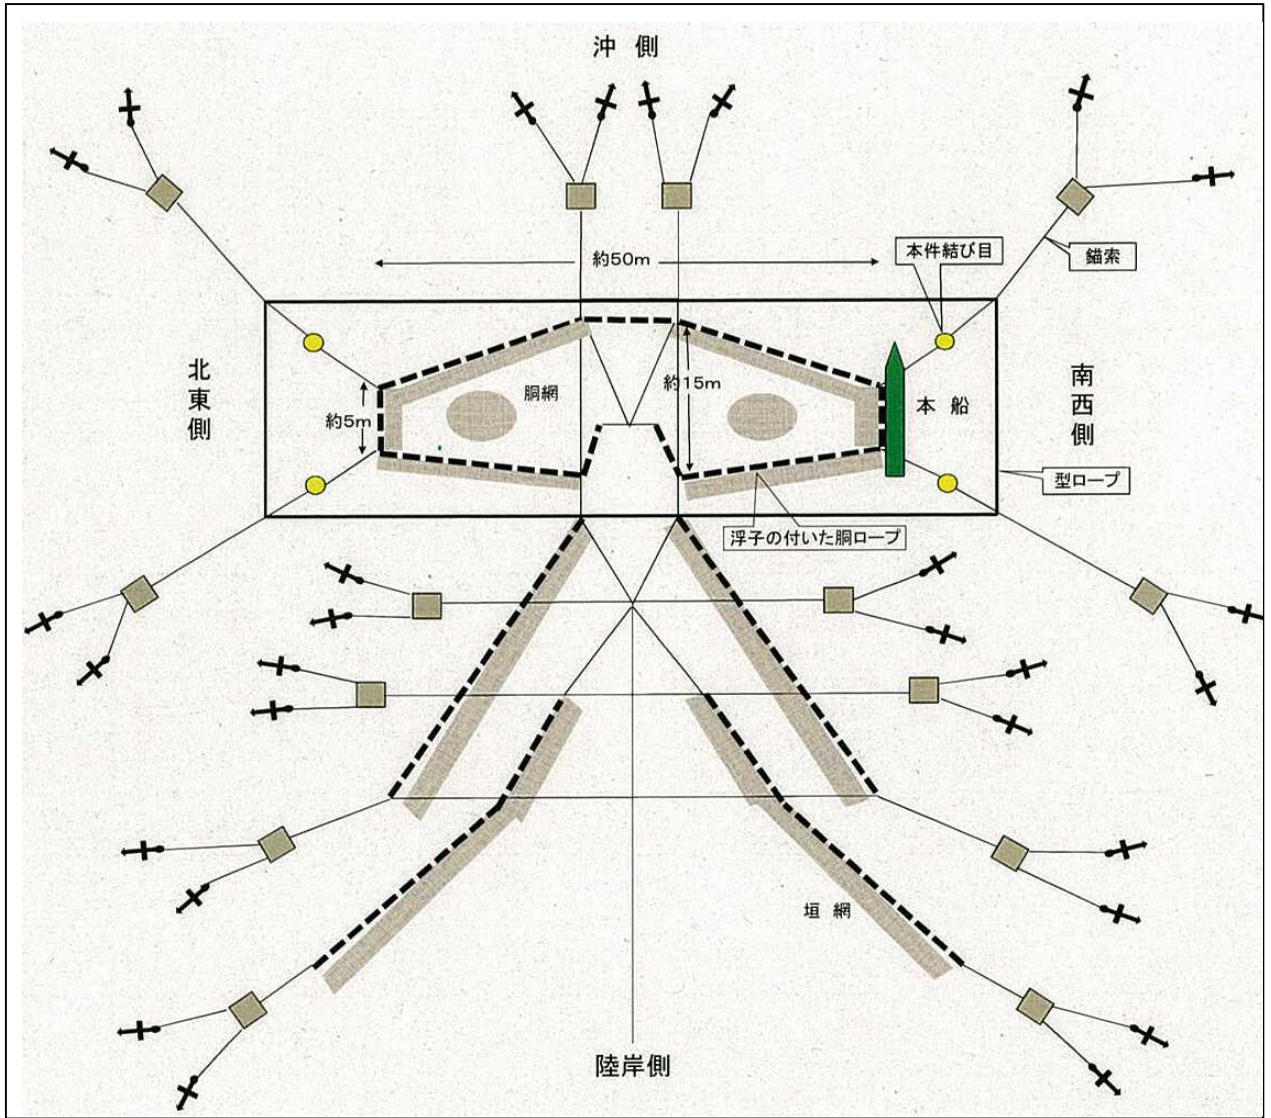 沖 側
約50m
本件結び目
錨索
北東側
南西側
胴網
約15m
約5m
本 船
型ロープ
浮子の付いた胴ロープ
垣 網
陸岸側